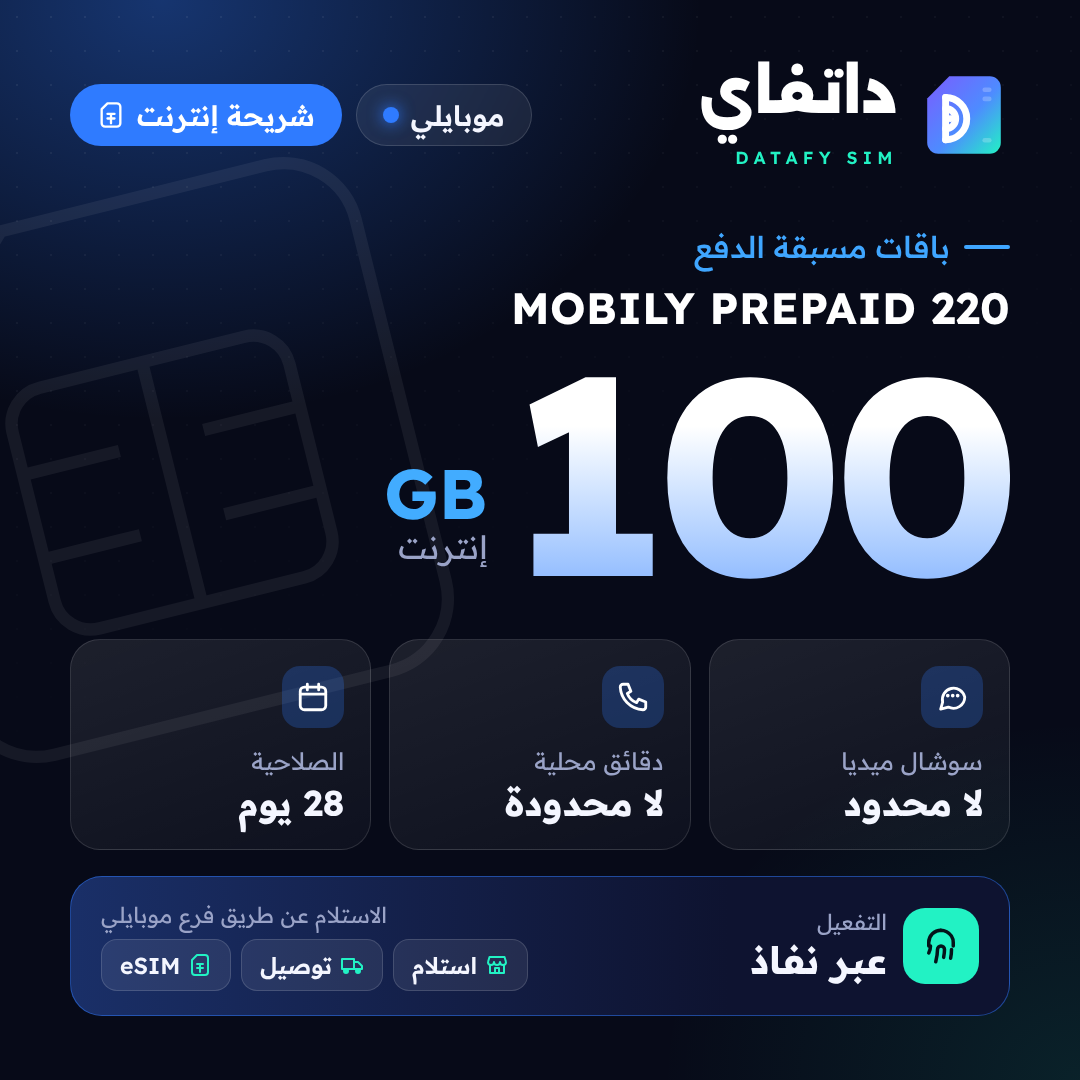 داتفاي
DATAFY SIM
موبايلي
شريحة إنترنت
باقات مسبقة الدفع
MOBILY PREPAID 220
100
GB
إنترنت
سوشال ميديا
لا محدود
دقائق محلية
لا محدودة
الصلاحية
28 يوم
التفعيل
عبر نفاذ
الاستلام عن طريق فرع موبايلي
استلام
توصيل
eSIM